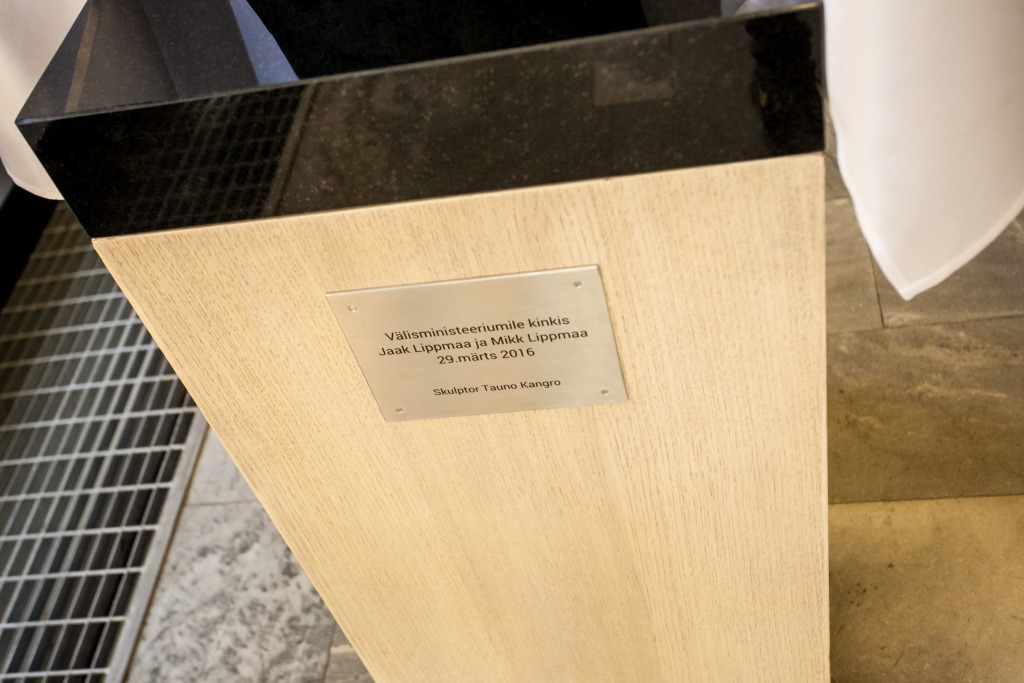 Välisministeeriumile kinkis
Jaak Lippmaa ja Mikk Lippmaa
29.märts 2016
Skulptor Tauno Kangro